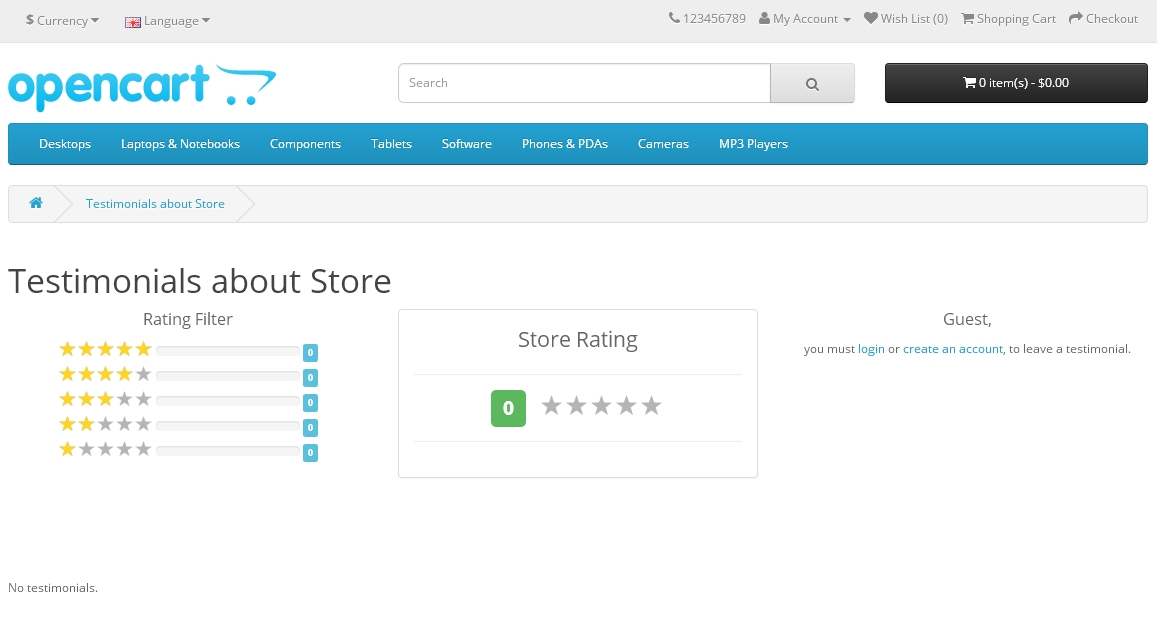 $ Currency Language 123456789 My Account Wish List (0) Shopping Cart Checkout
opencart Search 0 item(s) - $0.00
Desktops Laptops & Notebooks Components Tablets Software Phones & PDAs Cameras MP3 Players
Testimonials about Store
Testimonials about Store
Rating Filter
0
0
0
0
0
Store Rating
0
Guest,
you must login or create an account, to leave a testimonial.
No testimonials.